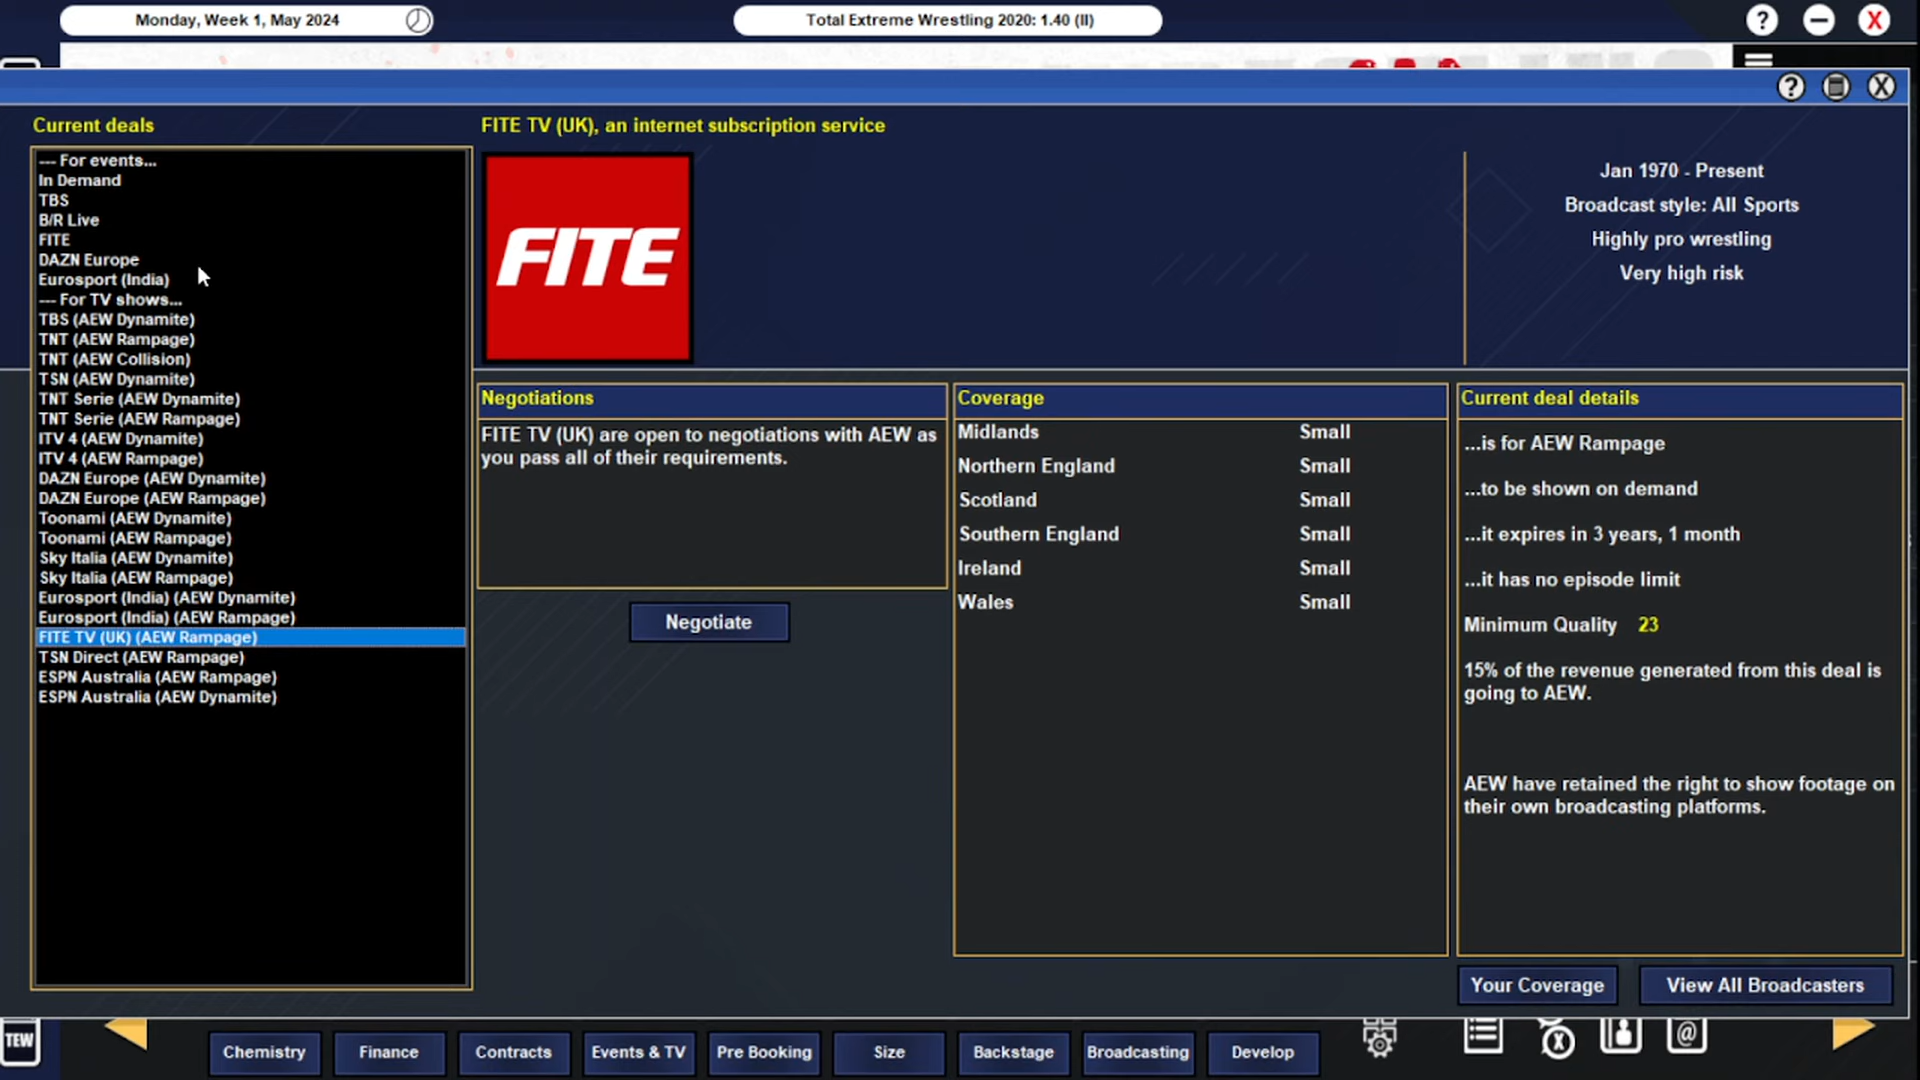 Monday, Week 1, May 2024
Total Extreme Wrestling 2020: 1.40 (II)
?
X
?
X
Current deals
FITE TV (UK), an internet subscription service
--- For events...
In Demand
TBS
B/R Live
FITE
DAZN Europe
Eurosport (India)
--- For TV shows...
TBS (AEW Dynamite)
TNT (AEW Rampage)
TNT (AEW Collision)
TSN (AEW Dynamite)
TNT Serie (AEW Dynamite)
TNT Serie (AEW Rampage)
ITV 4 (AEW Dynamite)
ITV 4 (AEW Rampage)
DAZN Europe (AEW Dynamite)
DAZN Europe (AEW Rampage)
Toonami (AEW Dynamite)
Toonami (AEW Rampage)
Sky Italia (AEW Dynamite)
Sky Italia (AEW Rampage)
Eurosport (India) (AEW Dynamite)
Eurosport (India) (AEW Rampage)
FITE TV (UK) (AEW Rampage)
TSN Direct (AEW Rampage)
ESPN Australia (AEW Rampage)
ESPN Australia (AEW Dynamite)
FITE
Jan 1970 - Present
Broadcast style: All Sports
Highly pro wrestling
Very high risk
Negotiations
FITE TV (UK) are open to negotiations with AEW as
you pass all of their requirements.
Negotiate
Coverage
Midlands Small
Northern England Small
Scotland Small
Southern England Small
Ireland Small
Wales Small
Current deal details
...is for AEW Rampage
...to be shown on demand
...it expires in 3 years, 1 month
...it has no episode limit
Minimum Quality 23
15% of the revenue generated from this deal is
going to AEW.
AEW have retained the right to show footage on
their own broadcasting platforms.
Your Coverage
View All Broadcasters
TEW
Chemistry
Finance
Contracts
Events & TV
Pre Booking
Size
Backstage
Broadcasting
Develop
X
@